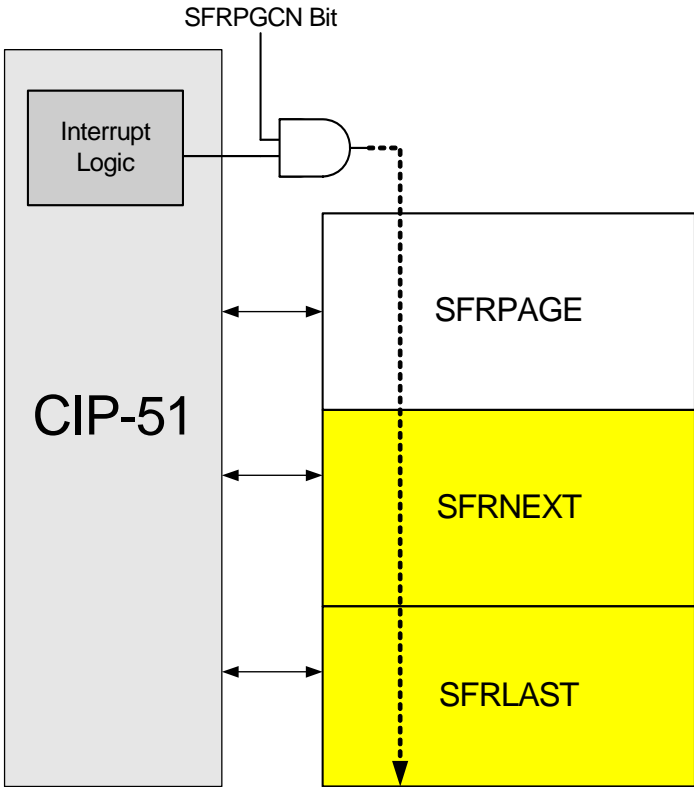 SFRPGCN Bit
Interrupt
Logic
SFRPAGE
CIP-51
SFRNEXT
SFRLAST